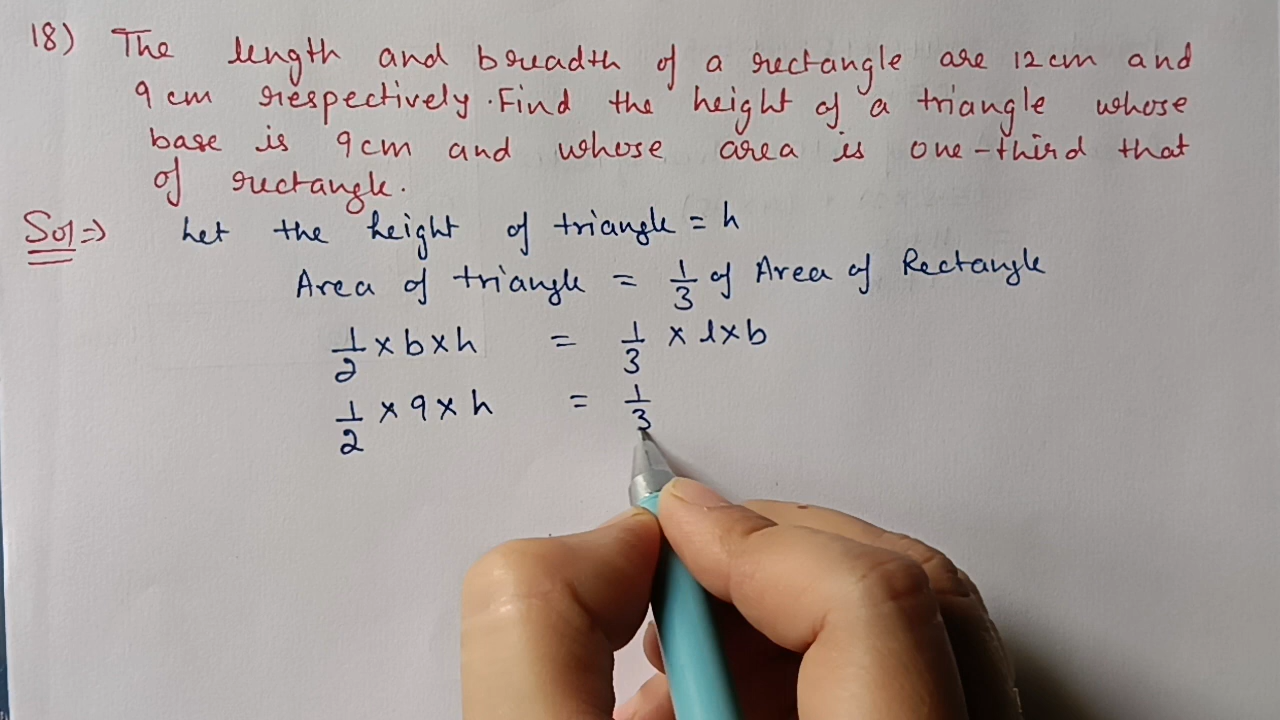 18) The length and breadth of a rectangle are 12 cm and
9 cm respectively. Find the height of a triangle whose
base is 9cm and whose area is one-third that
of rectangle.
Sol⇒ Let the height of triangle = h
Area of triangle = 1/3 of Area of Rectangle
1/2 × b × h = 1/3 × l × b
1/2 × 9 × h = 1/3